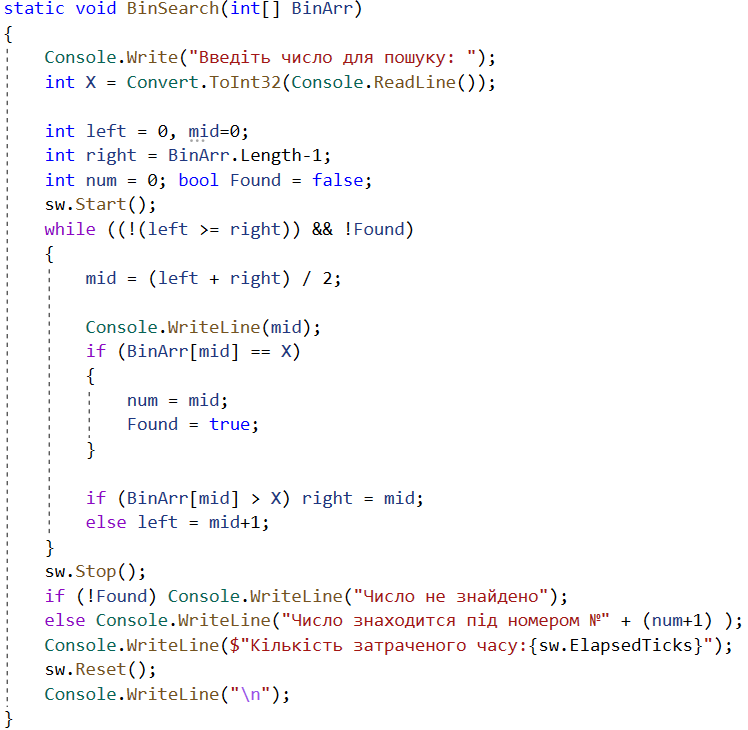 static void BinSearch(int[] BinArr)
{
Console.Write("Введіть число для пошуку: ");
int X = Convert.ToInt32(Console.ReadLine());
int left = 0, mid=0;
int right = BinArr.Length-1;
int num = 0; bool Found = false;
sw.Start();
while ((!(left >= right)) && !Found)
{
mid = (left + right) / 2;
Console.WriteLine(mid);
if (BinArr[mid] == X)
{
num = mid;
Found = true;
}
if (BinArr[mid] > X) right = mid;
else left = mid+1;
}
sw.Stop();
if (!Found) Console.WriteLine("Число не знайдено");
else Console.WriteLine("Число знаходится під номером №" + (num+1) );
Console.WriteLine($"Кількість затраченого часу:{sw.ElapsedTicks}");
sw.Reset();
Console.WriteLine("\n");
}